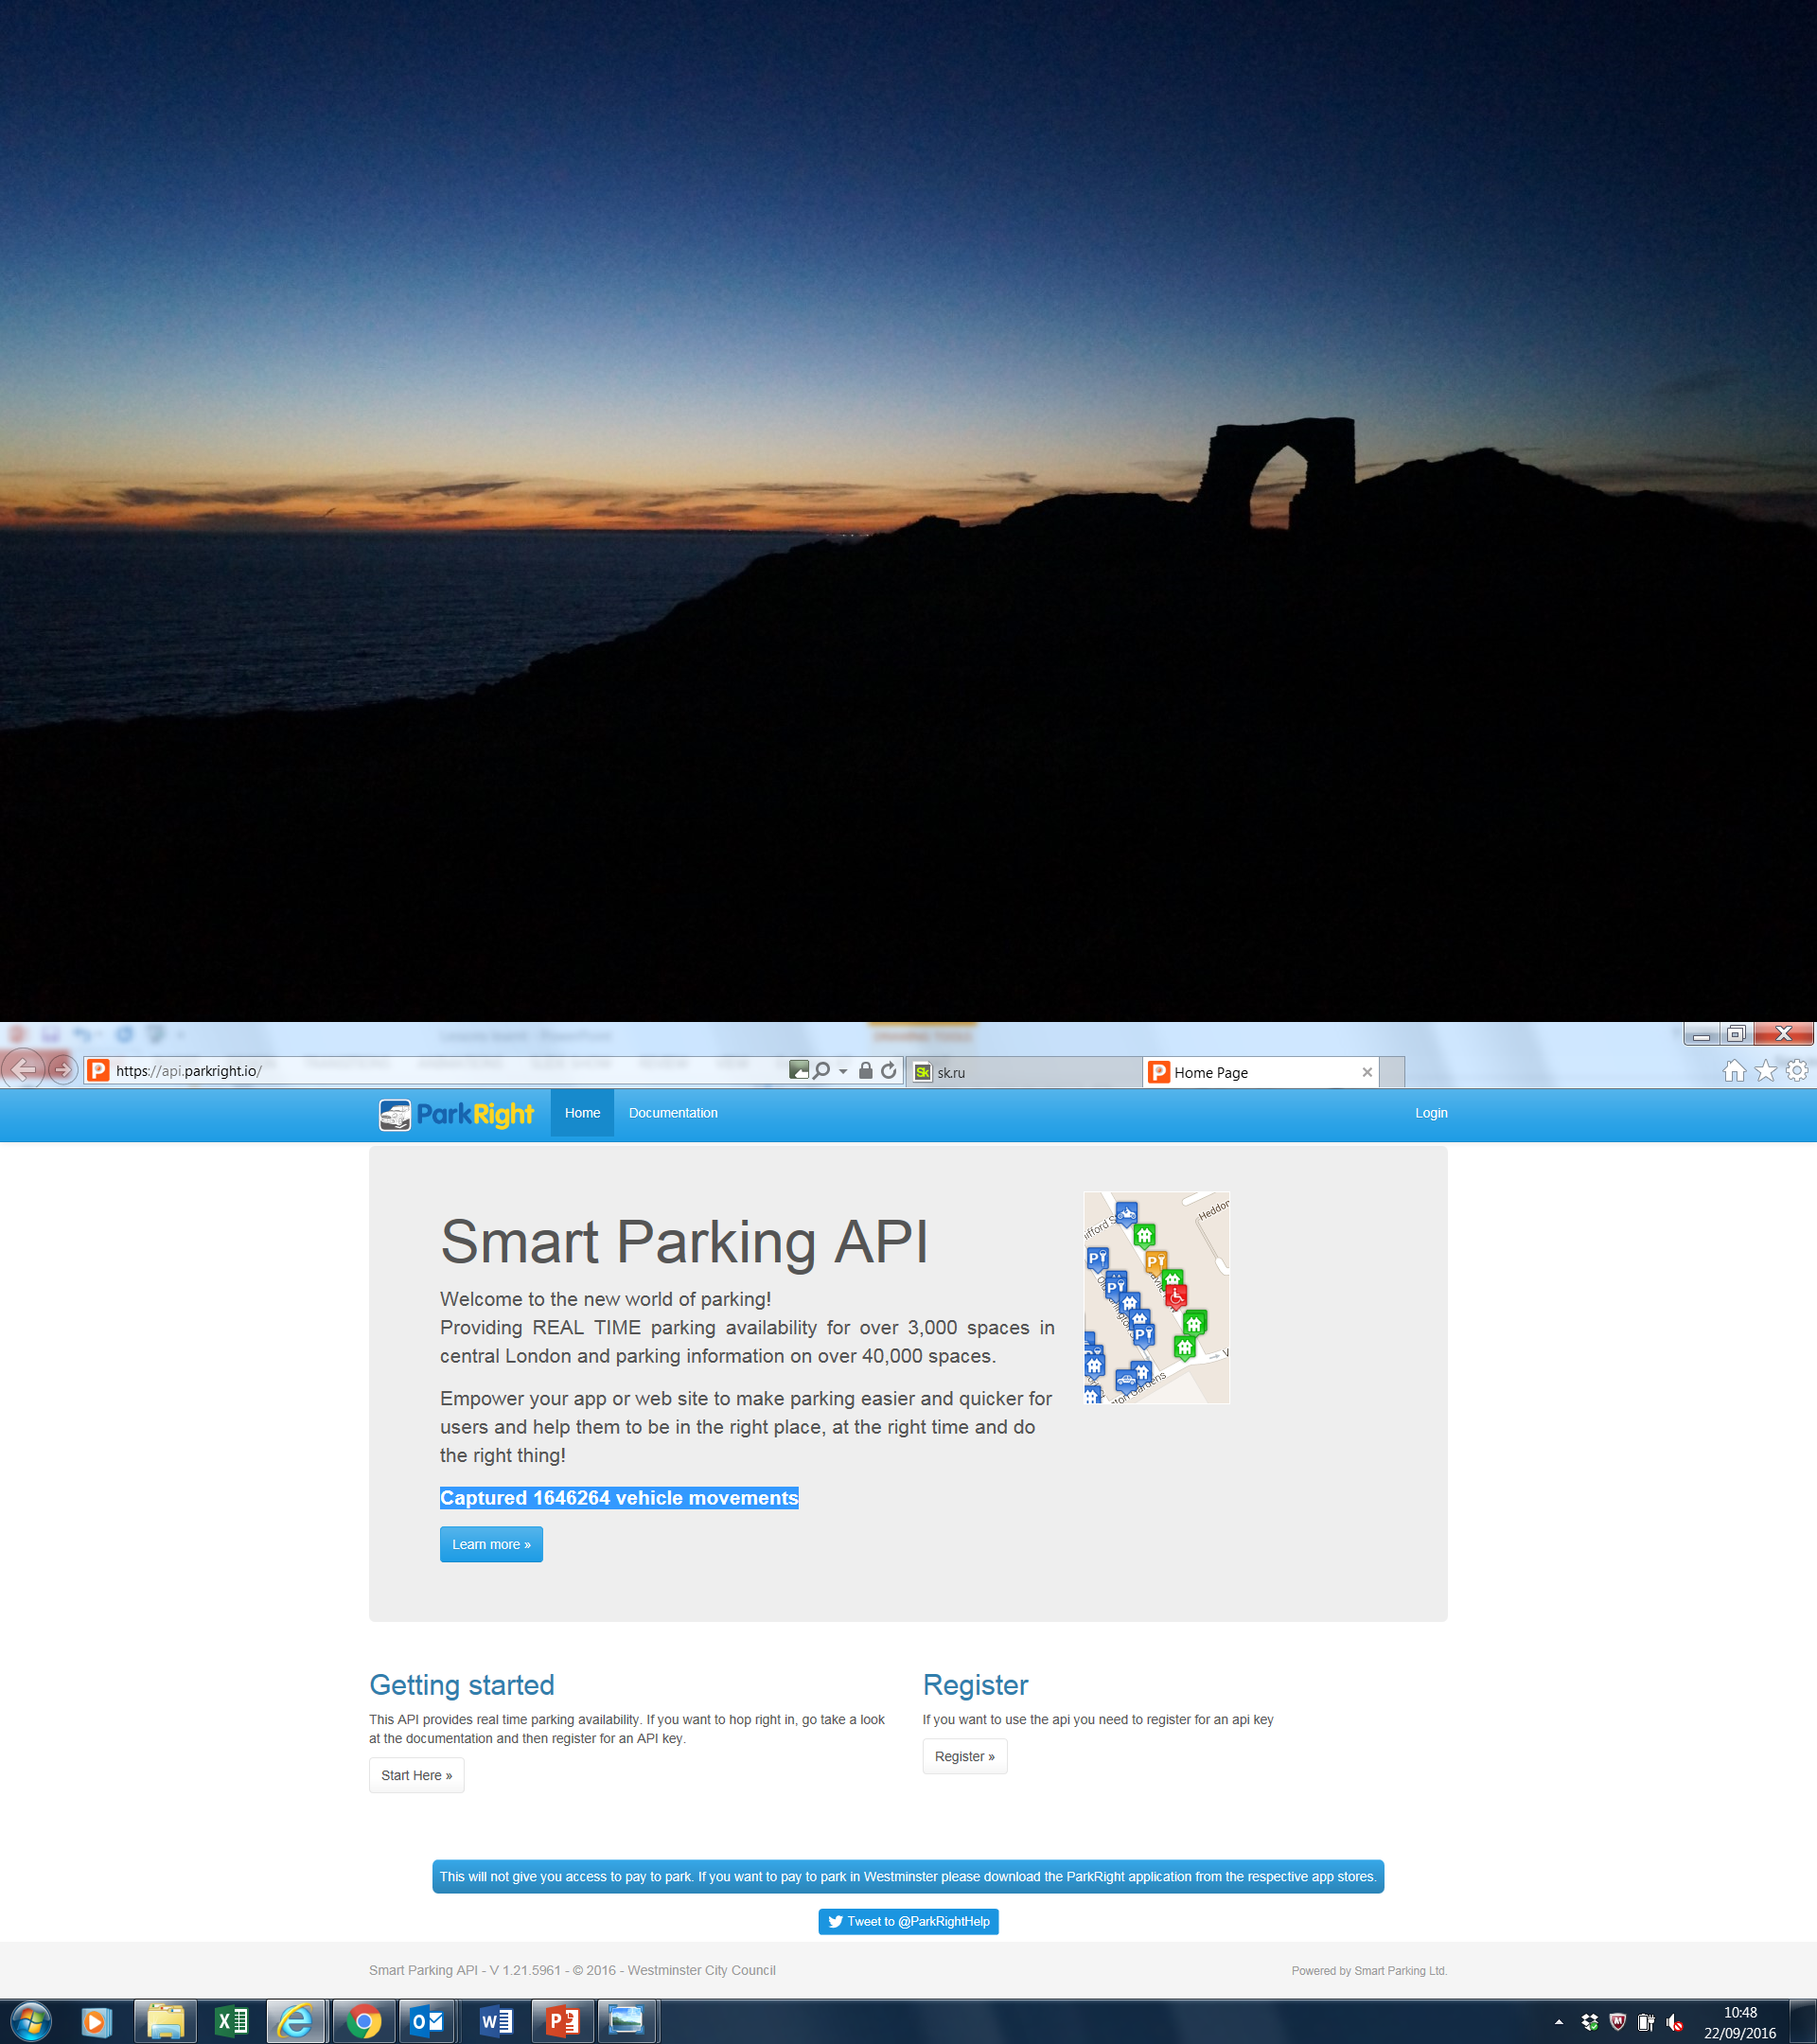 Lessons learnt - PowerPoint
https://api.parkright.io/
sk.ru
Home Page
ParkRight
Home
Documentation
Login
Smart Parking API
Welcome to the new world of parking!
Providing REAL TIME parking availability for over 3,000 spaces in
central London and parking information on over 40,000 spaces.
Empower your app or web site to make parking easier and quicker for
users and help them to be in the right place, at the right time and do
the right thing!
Captured 1646264 vehicle movements
Learn more »
Heddon
Getting started
This API provides real time parking availability. If you want to hop right in, go take a look
at the documentation and then register for an API key.
Start Here »
Register
If you want to use the api you need to register for an api key
Register »
This will not give you access to pay to park. If you want to pay to park in Westminster please download the ParkRight application from the respective app stores.
Tweet to @ParkRightHelp
Smart Parking API - V 1.21.5961 - © 2016 - Westminster City Council
Powered by Smart Parking Ltd.
10:48
22/09/2016